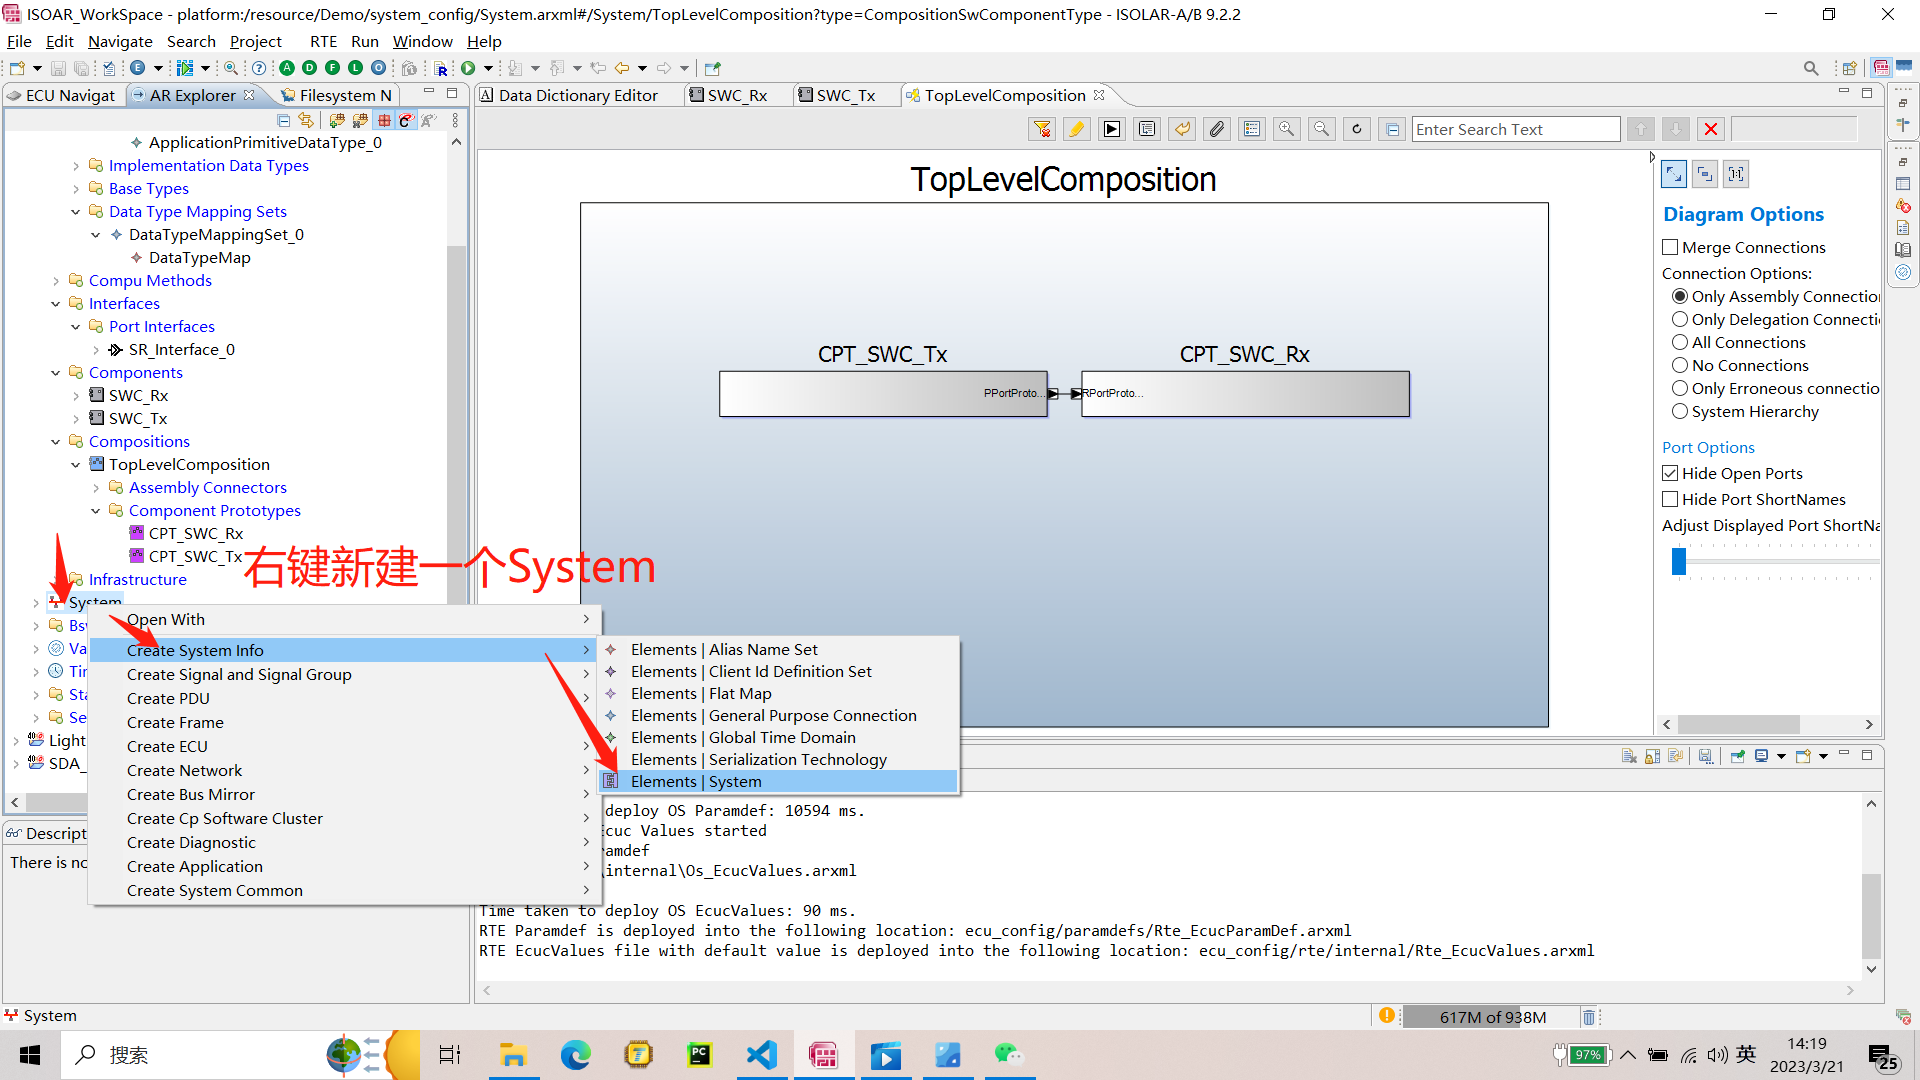 ISOAR_WorkSpace - platform:/resource/Demo/system_config/System.arxml#/System/TopLevelComposition?type=CompositionSwComponentType - ISOLAR-A/B 9.2.2
File Edit Navigate Search Project RTE Run Window Help
ECU Navigat AR Explorer Filesystem N
Data Dictionary Editor SWC_Rx SWC_Tx TopLevelComposition
Enter Search Text
ApplicationPrimitiveDataType_0
Implementation Data Types
Base Types
Data Type Mapping Sets
DataTypeMappingSet_0
DataTypeMap
Compu Methods
Interfaces
Port Interfaces
SR_Interface_0
Components
SWC_Rx
SWC_Tx
Compositions
TopLevelComposition
Assembly Connectors
Component Prototypes
CPT_SWC_Rx
CPT_SWC_Tx
Infrastructure
System
Bs
Va
Tir
Sta
Se
Light
SDA_
右键新建一个System
Open With
Create System Info
Create Signal and Signal Group
Create PDU
Create Frame
Create ECU
Create Network
Create Bus Mirror
Create Cp Software Cluster
Create Diagnostic
Create Application
Create System Common
Elements | Alias Name Set
Elements | Client Id Definition Set
Elements | Flat Map
Elements | General Purpose Connection
Elements | Global Time Domain
Elements | Serialization Technology
Elements | System
TopLevelComposition
CPT_SWC_Tx
PPortProto...
CPT_SWC_Rx
RPortProto...
Diagram Options
Merge Connections
Connection Options:
Only Assembly Connectio
Only Delegation Connecti
All Connections
No Connections
Only Erroneous connectio
System Hierarchy
Port Options
Hide Open Ports
Hide Port ShortNames
Adjust Displayed Port ShortNa
Descript
There is no
deploy OS Paramdef: 10594 ms.
cuc Values started
amdef
\internal\Os_EcucValues.arxml
Time taken to deploy OS EcucValues: 90 ms.
RTE Paramdef is deployed into the following location: ecu_config/paramdefs/Rte_EcucParamDef.arxml
RTE EcucValues file with default value is deployed into the following location: ecu_config/rte/internal/Rte_EcucValues.arxml
System
617M of 938M
搜索
97%
英
14:19
2023/3/21
25